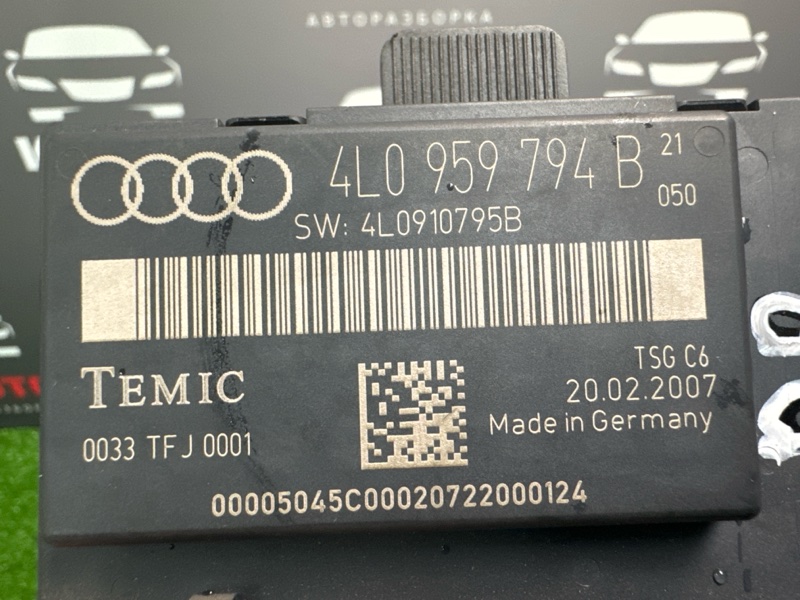 АВТОРАЗБОРКА
4L0 959 794 B 21
050
SW: 4L0910795B
TEMIC
TSG C6
20.02.2007
Made in Germany
0033 TFJ 0001
00005045C00020722000124